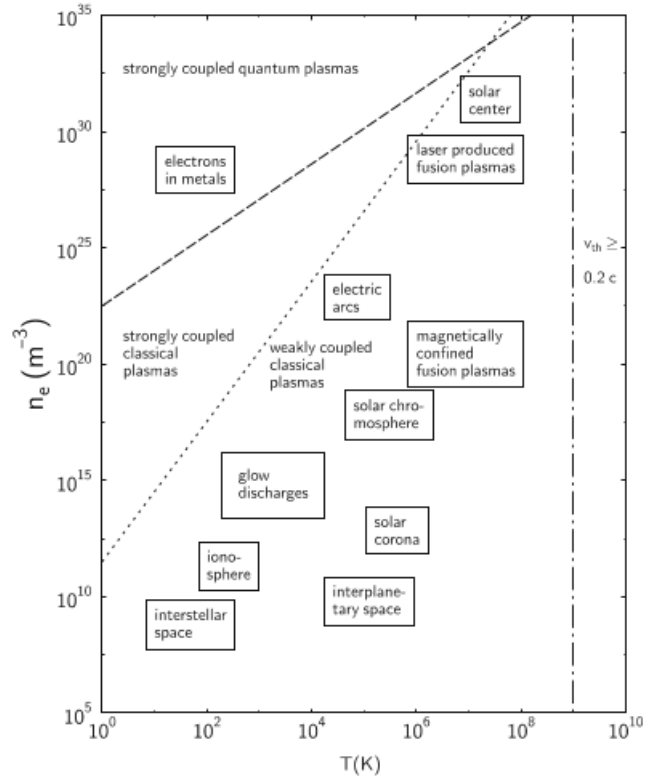 10^35
strongly coupled quantum plasmas
solar
center
10^30
electrons
in metals
laser produced
fusion plasmas
10^25
v_th ≥
0.2 c
electric
arcs
strongly coupled
classical
plasmas
weakly coupled
classical
plasmas
magnetically
confined
fusion plasmas
10^20
n_e (m^−3)
solar chro-
mosphere
10^15
glow
discharges
solar
corona
iono-
sphere
10^10
interstellar
space
interplane-
tary space
10^5
10^0 10^2 10^4 10^6 10^8 10^10
T(K)